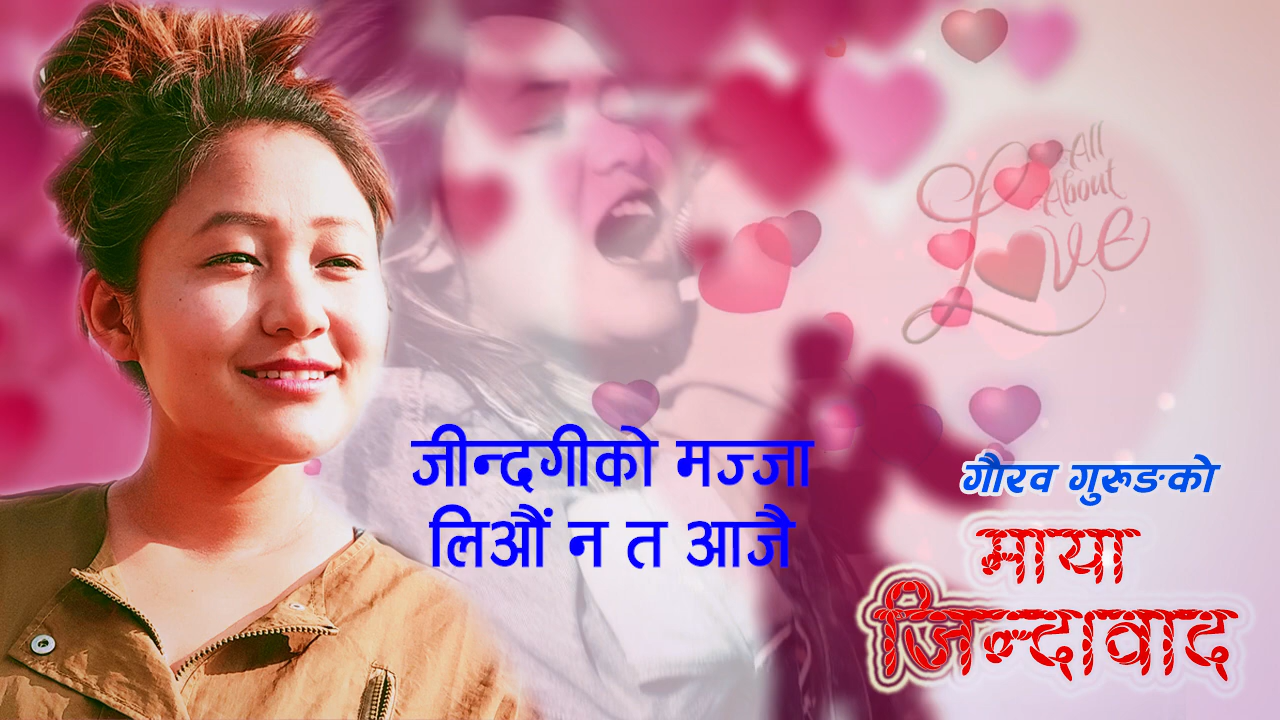 All
About
Love
जीन्दगीको मज्जा
लिऔं न त आजै
गौरव गुरूङको
माया
जिन्दावाद